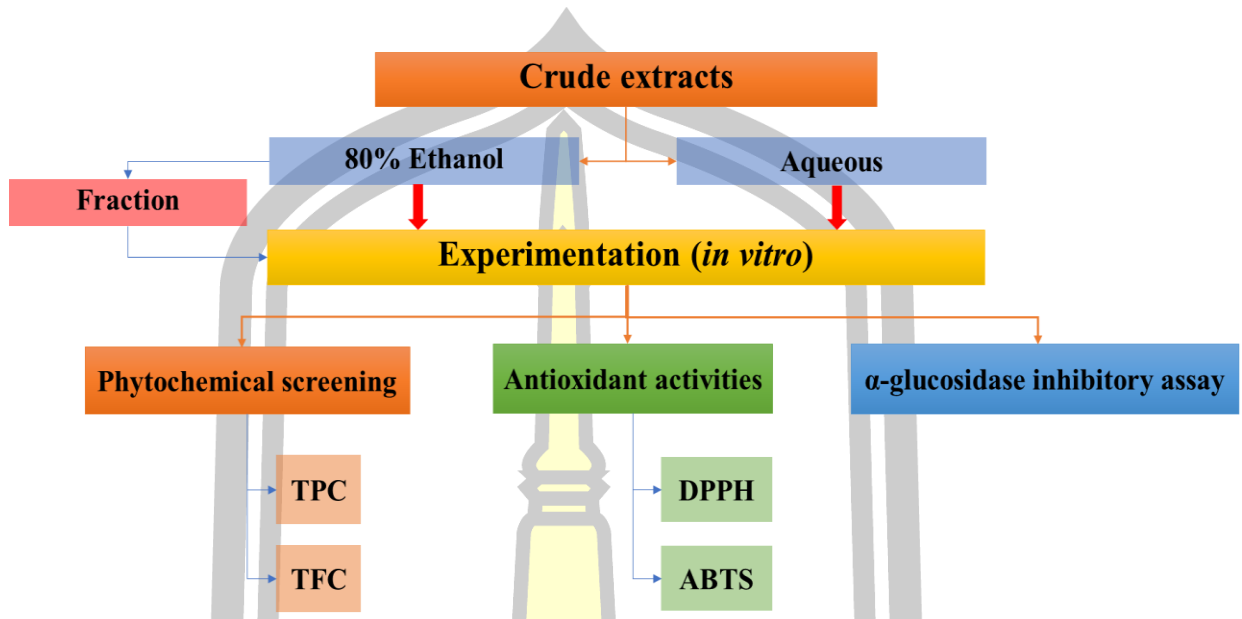 Crude extracts
80% Ethanol
Aqueous
Fraction
Experimentation (in vitro)
Phytochemical screening
Antioxidant activities
α-glucosidase inhibitory assay
TPC
DPPH
TFC
ABTS